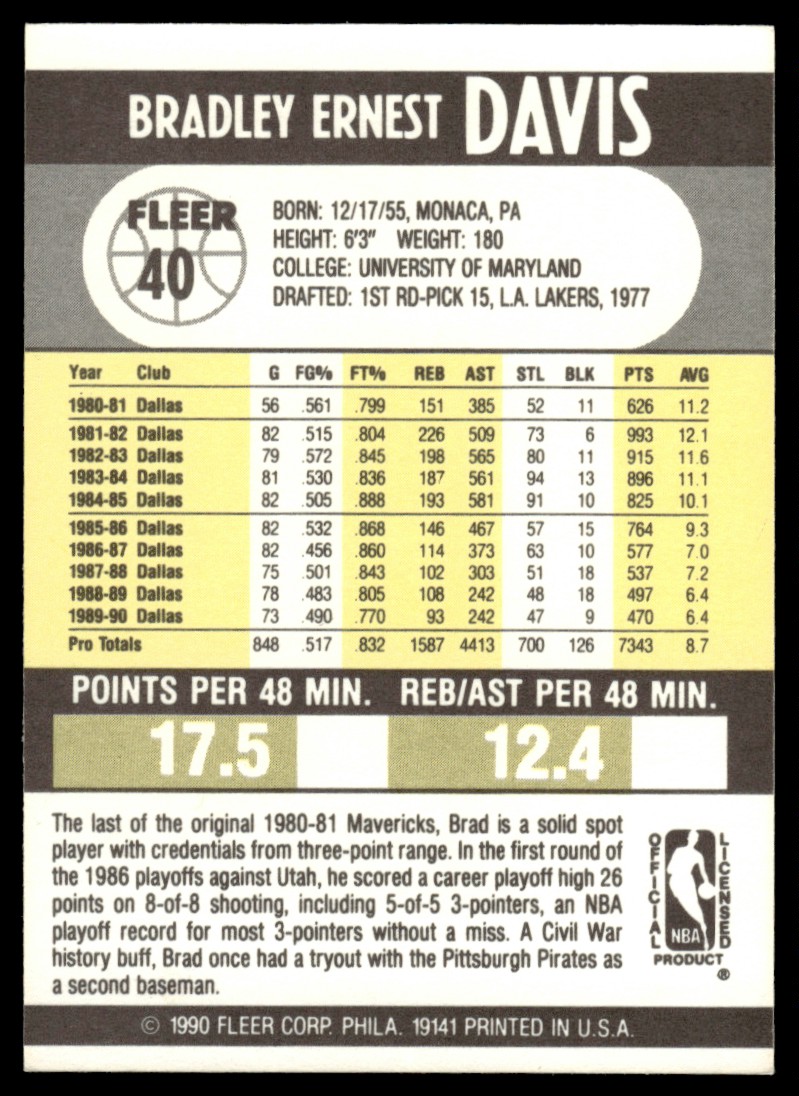 BRADLEY ERNEST DAVIS
FLEER
40
BORN: 12/17/55, MONACA, PA
HEIGHT: 6'3" WEIGHT: 180
COLLEGE: UNIVERSITY OF MARYLAND
DRAFTED: 1ST RD-PICK 15, L.A. LAKERS, 1977
Year Club G FG% FT% REB AST STL BLK PTS AVG
1980-81 Dallas 56 .561 .799 151 385 52 11 626 11.2
1981-82 Dallas 82 .515 .804 226 509 73 6 993 12.1
1982-83 Dallas 79 .572 .845 198 565 80 11 915 11.6
1983-84 Dallas 81 .530 .836 187 561 94 13 896 11.1
1984-85 Dallas 82 .505 .888 193 581 91 10 825 10.1
1985-86 Dallas 82 .532 .868 146 467 57 15 764 9.3
1986-87 Dallas 82 .456 .860 114 373 63 10 577 7.0
1987-88 Dallas 75 .501 .843 102 303 51 18 537 7.2
1988-89 Dallas 78 .483 .805 108 242 48 18 497 6.4
1989-90 Dallas 73 .490 .770 93 242 47 9 470 6.4
Pro Totals 848 .517 .832 1587 4413 700 126 7343 8.7
POINTS PER 48 MIN. REB/AST PER 48 MIN.
17.5 12.4
The last of the original 1980-81 Mavericks, Brad is a solid spot
player with credentials from three-point range. In the first round of
the 1986 playoffs against Utah, he scored a career playoff high 26
points on 8-of-8 shooting, including 5-of-5 3-pointers, an NBA
playoff record for most 3-pointers without a miss. A Civil War
history buff, Brad once had a tryout with the Pittsburgh Pirates as
a second baseman.
OFFICIAL
LICENSED
NBA
PRODUCT
®
© 1990 FLEER CORP. PHILA. 19141 PRINTED IN U.S.A.